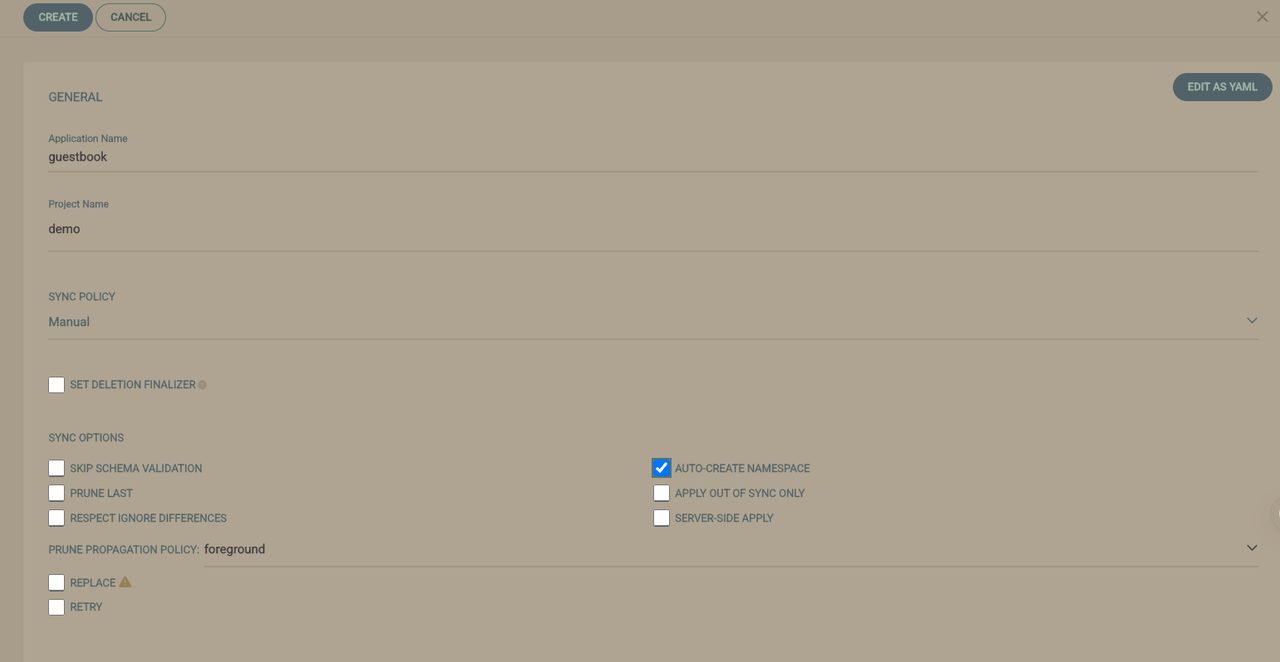 CREATE CANCEL
EDIT AS YAML
GENERAL
Application Name
guestbook
Project Name
demo
SYNC POLICY
Manual
SET DELETION FINALIZER
SYNC OPTIONS
SKIP SCHEMA VALIDATION AUTO-CREATE NAMESPACE
PRUNE LAST APPLY OUT OF SYNC ONLY
RESPECT IGNORE DIFFERENCES SERVER-SIDE APPLY
PRUNE PROPAGATION POLICY: foreground
REPLACE
RETRY